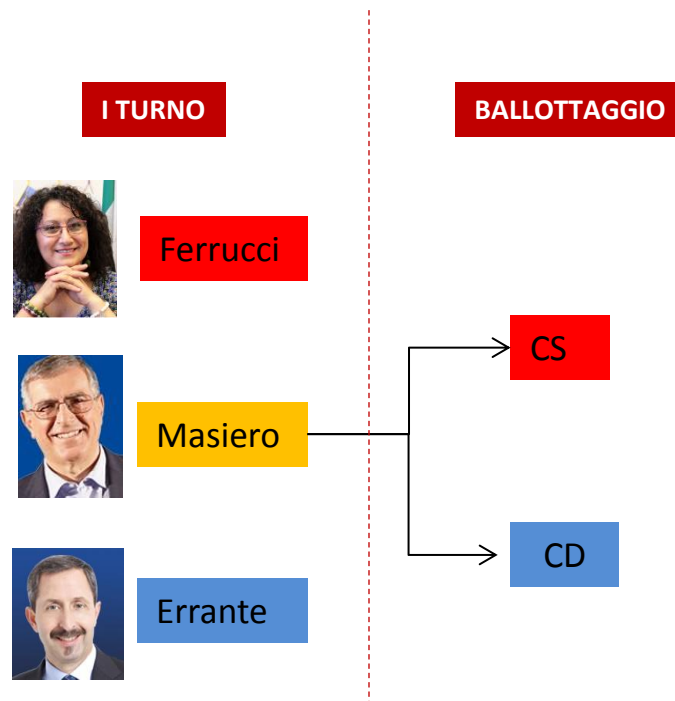 I TURNO
BALLOTTAGGIO
Ferrucci
CS
Masiero
CD
Errante